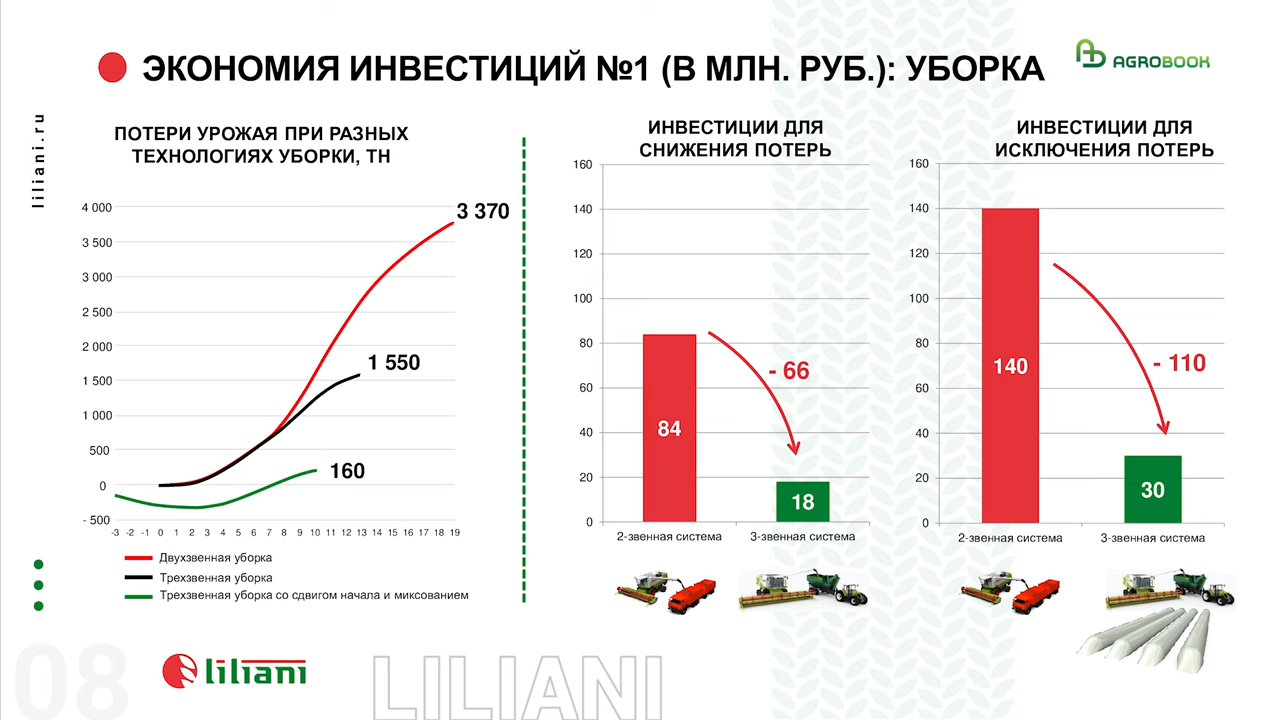 ЭКОНОМИЯ ИНВЕСТИЦИЙ №1 (В МЛН. РУБ.): УБОРКА
AGROBOOK
liliani.ru
ПОТЕРИ УРОЖАЯ ПРИ РАЗНЫХ
ТЕХНОЛОГИЯХ УБОРКИ, ТН
4 000
3 500
3 000
2 500
2 000
1 500
1 000
500
0
- 500
3 370
1 550
160
-3 -2 -1 0 1 2 3 4 5 6 7 8 9 10 11 12 13 14 15 16 17 18 19
Двухзвенная уборка
Трехзвенная уборка
Трехзвенная уборка со сдвигом начала и миксованием
ИНВЕСТИЦИИ ДЛЯ
СНИЖЕНИЯ ПОТЕРЬ
160
140
120
100
80
60
40
20
0
84
- 66
18
2-звенная система
3-звенная система
ИНВЕСТИЦИИ ДЛЯ
ИСКЛЮЧЕНИЯ ПОТЕРЬ
160
140
120
100
80
60
40
20
0
140
- 110
30
2-звенная система
3-звенная система
08
liliani
LILIANI